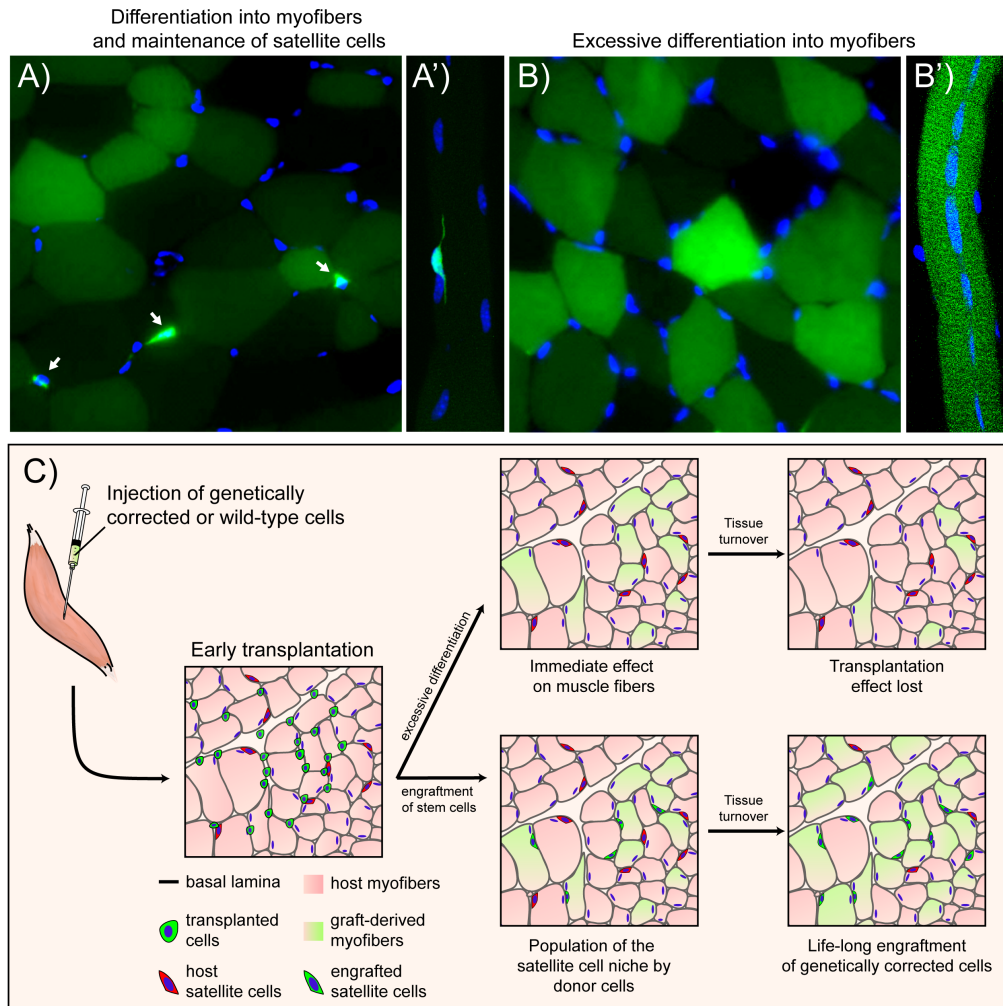 Differentiation into myofibers
and maintenance of satellite cells
Excessive differentiation into myofibers
A)
A’)
B)
B’)
C)
Injection of genetically
corrected or wild-type cells
Early transplantation
excessive differentiation
engraftment
of stem cells
Immediate effect
on muscle fibers
Tissue
turnover
Transplantation
effect lost
Population of the
satellite cell niche by
donor cells
Tissue
turnover
Life-long engraftment
of genetically corrected cells
basal lamina
host myofibers
transplanted
cells
graft-derived
myofibers
host
satellite cells
engrafted
satellite cells